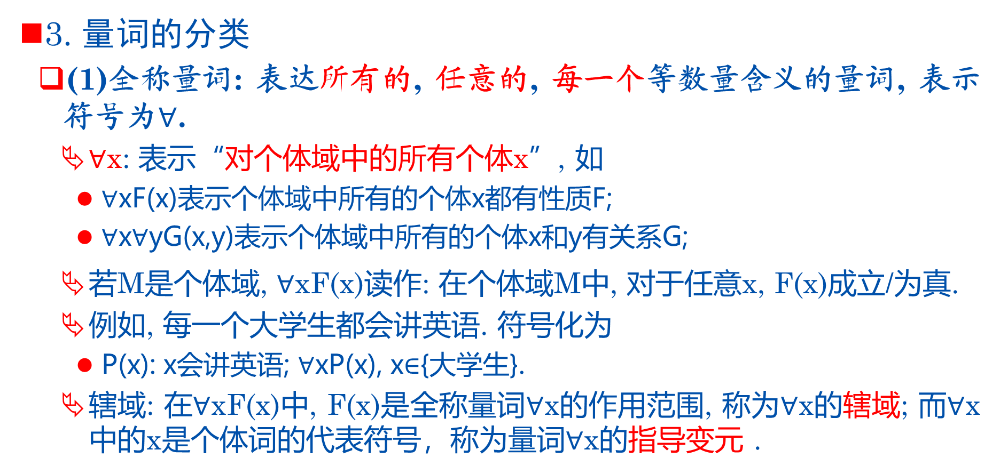 3. 量词的分类
(1)全称量词: 表达所有的, 任意的, 每一个等数量含义的量词, 表示
符号为∀.
∀x: 表示“对个体域中的所有个体x”, 如
∀xF(x)表示个体域中所有的个体x都有性质F;
∀x∀yG(x,y)表示个体域中所有的个体x和y有关系G;
若M是个体域, ∀xF(x)读作: 在个体域M中, 对于任意x, F(x)成立/为真.
例如, 每一个大学生都会讲英语. 符号化为
P(x): x会讲英语; ∀xP(x), x∈{大学生}.
辖域: 在∀xF(x)中, F(x)是全称量词∀x的作用范围, 称为∀x的辖域; 而∀x
中的x是个体词的代表符号，称为量词∀x的指导变元 .